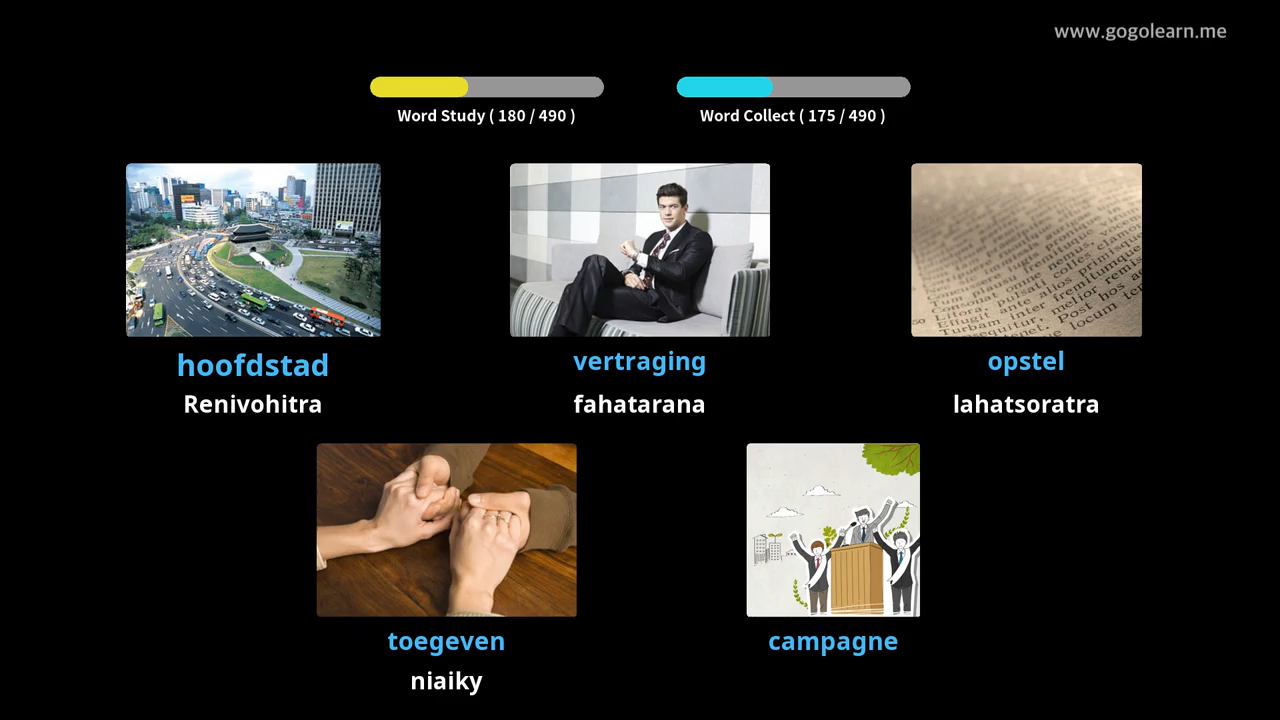 www.gogolearn.me
Word Study ( 180 / 490 )
Word Collect ( 175 / 490 )
hoofdstad
vertraging
opstel
Renivohitra
fahatarana
lahatsoratra
toegeven
campagne
niaiky